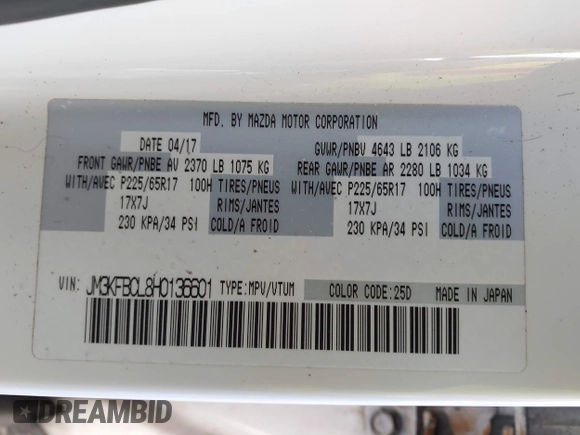 MFD. BY MAZDA MOTOR CORPORATION
DATE 04/17 GVWR/PNBV 4643 LB 2106 KG
FRONT GAWR/PNBE AV 2370 LB 1075 KG REAR GAWR/PNBE AR 2280 LB 1034 KG
WITH/AVEC P225/65R17 100H TIRES/PNEUS WITH/AVEC P225/65R17 100H TIRES/PNEUS
17X7J RIMS/JANTES 17X7J RIMS/JANTES
230 KPA/34 PSI COLD/A FROID 230 KPA/34 PSI COLD/A FROID
VIN: JM3KFBCL8H0136601 TYPE:MPV/VTUM COLOR CODE:25D MADE IN JAPAN
DREAMBID